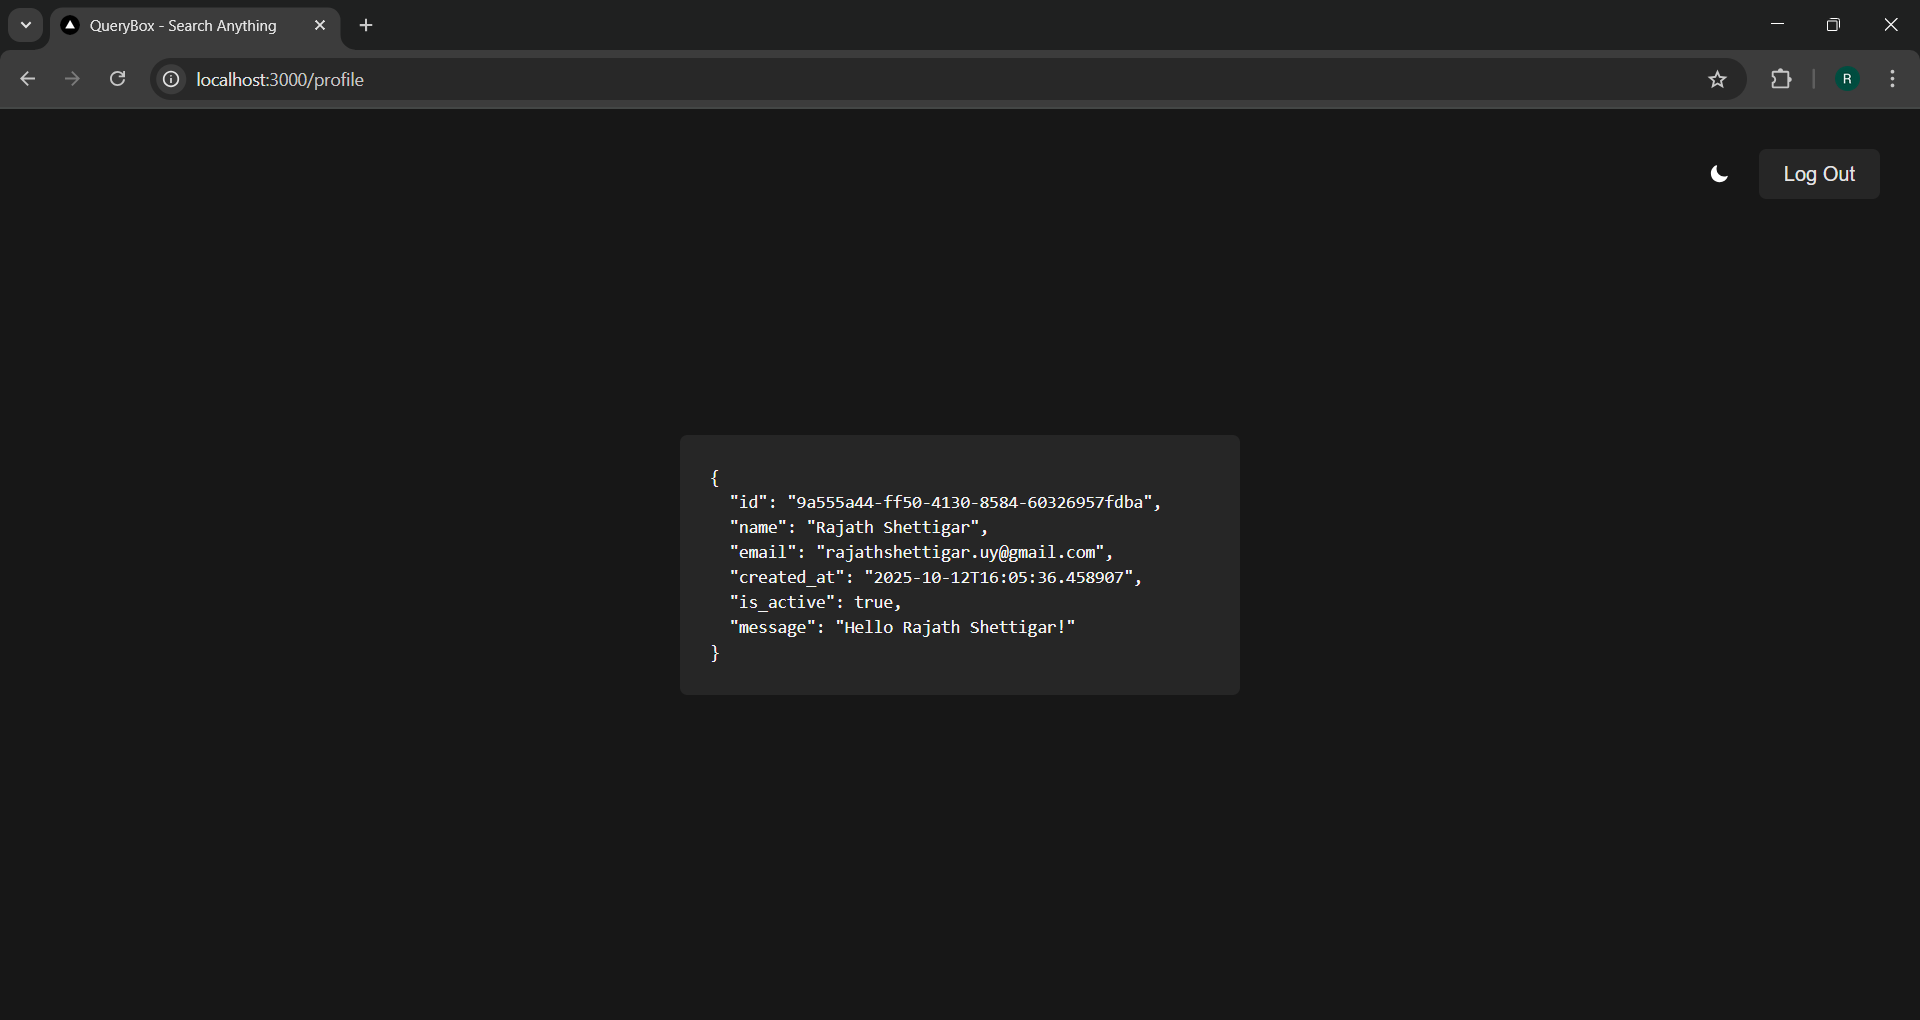 QueryBox - Search Anything
localhost:3000/profile
R
Log Out
{
  "id": "9a555a44-ff50-4130-8584-60326957fdba",
  "name": "Rajath Shettigar",
  "email": "rajathshettigar.uy@gmail.com",
  "created_at": "2025-10-12T16:05:36.458907",
  "is_active": true,
  "message": "Hello Rajath Shettigar!"
}